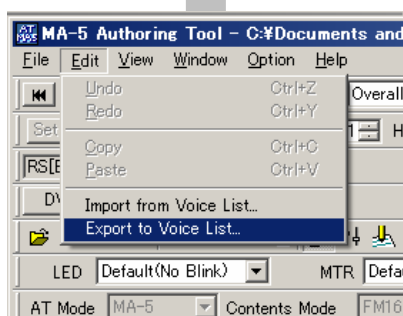 MA-5 Authoring Tool - C:¥Documents and
File Edit View Window Option Help
Undo Ctrl+Z
Redo Ctrl+Y
Copy Ctrl+C
Paste Ctrl+V
Import from Voice List...
Export to Voice List...
Overall
Set
1 H
RS[E
DV
LED Default(No Blink) MTR Defa
AT Mode MA-5 Contents Mode FM16